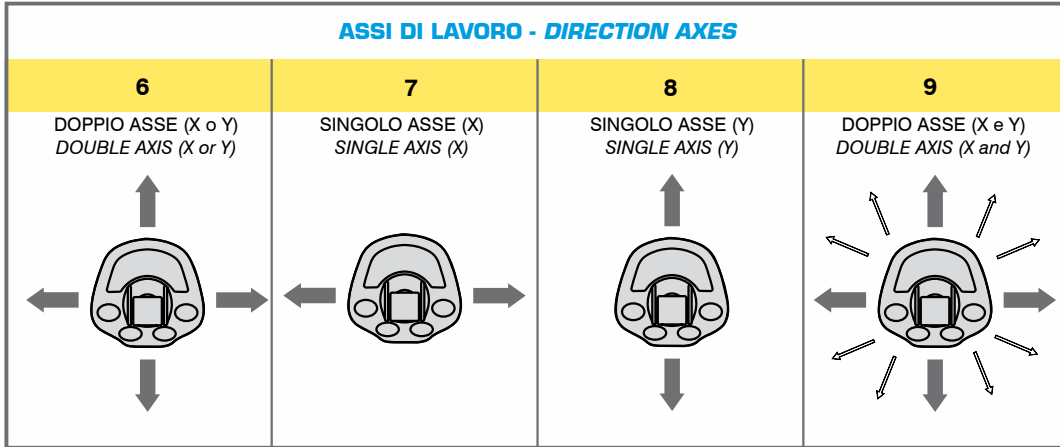 ASSI DI LAVORO - DIRECTION AXES
6
DOPPIO ASSE (X o Y)
DOUBLE AXIS (X or Y)
7
SINGOLO ASSE (X)
SINGLE AXIS (X)
8
SINGOLO ASSE (Y)
SINGLE AXIS (Y)
9
DOPPIO ASSE (X e Y)
DOUBLE AXIS (X and Y)